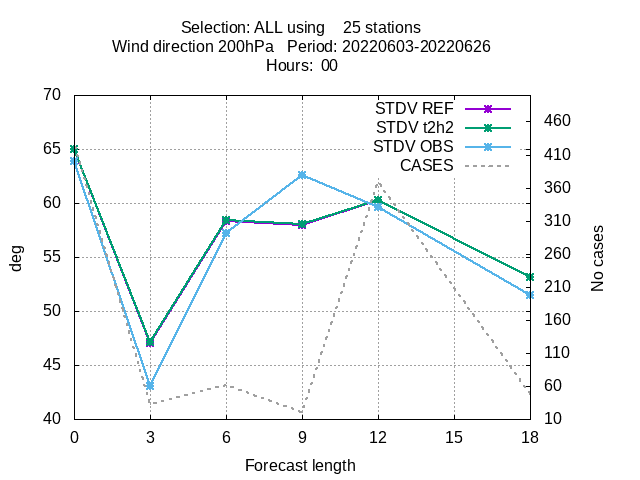 Selection: ALL using    25 stations
Wind direction 200hPa   Period: 20220603-20220626
Hours:  00
70
65
60
55
50
45
40
deg
STDV REF
STDV t2h2
STDV OBS
CASES
460
410
360
310
260
210
160
110
60
10
No cases
0 3 6 9 12 15 18
Forecast length